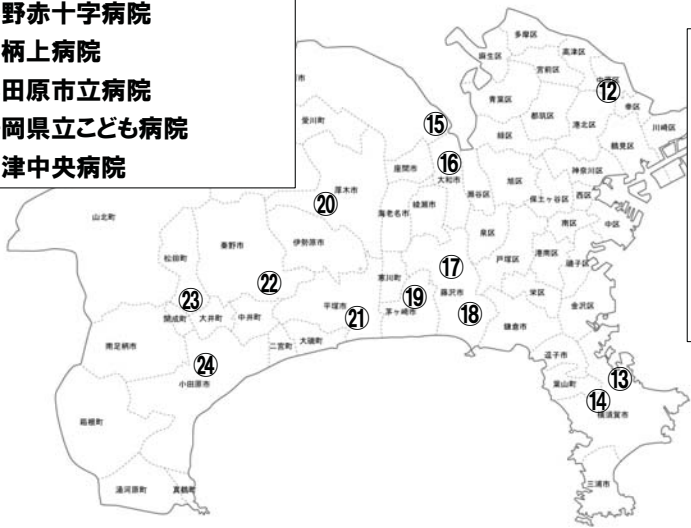 野赤十字病院
柄上病院
田原市立病院
岡県立こども病院
津中央病院
多摩区
麻生区
高津区
宮前区
中原区
⑫
幸区
川崎区
青葉区
都筑区
港北区
鶴見区
緑区
市
愛川町
⑮
座間市
⑯
大和市
瀬谷区
旭区
神奈川区
保土ヶ谷区
西区
中区
南区
厚木市
⑳
海老名市
綾瀬市
泉区
戸塚区
港南区
磯子区
山北町
秦野市
伊勢原市
松田町
寒川町
⑰
藤沢市
栄区
金沢区
㉒
㉓
開成町
大井町
中井町
平塚市
㉑
⑲
茅ヶ崎市
⑱
鎌倉市
南足柄市
二宮町
大磯町
㉔
小田原市
逗子市
葉山町
⑬
⑭
横須賀市
箱根町
湯河原町
真鶴町
三浦市